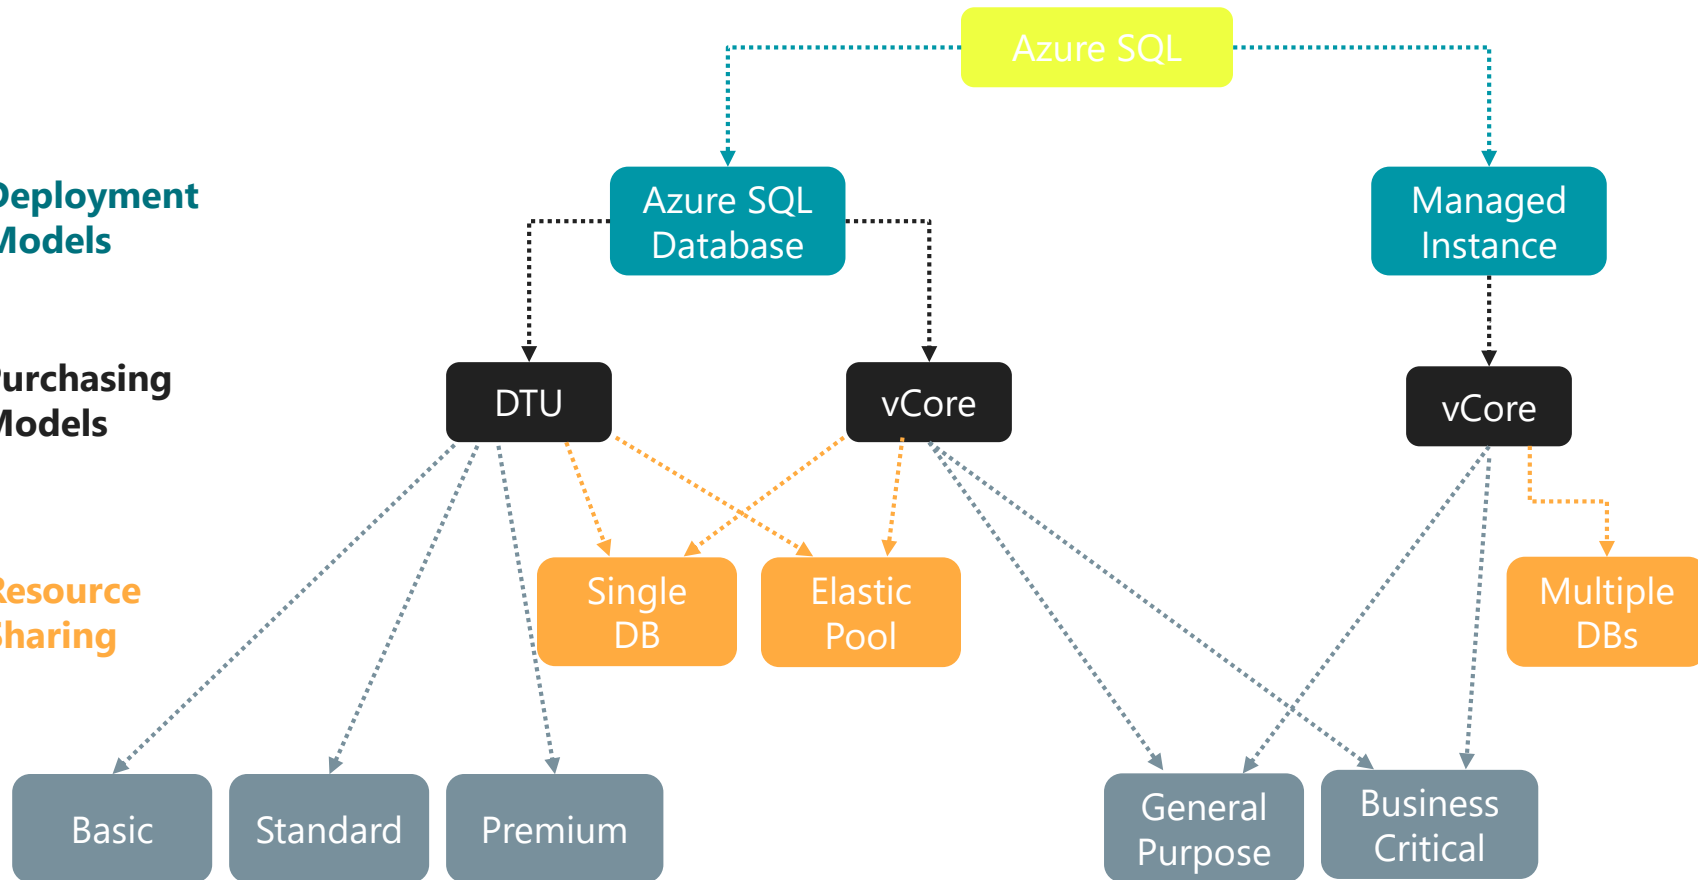 Azure SQL
Deployment
Models
Azure SQL
Database
Managed
Instance
Purchasing
Models
DTU
vCore
vCore
Resource
Sharing
Single
DB
Elastic
Pool
Multiple
DBs
Basic
Standard
Premium
General
Purpose
Business
Critical